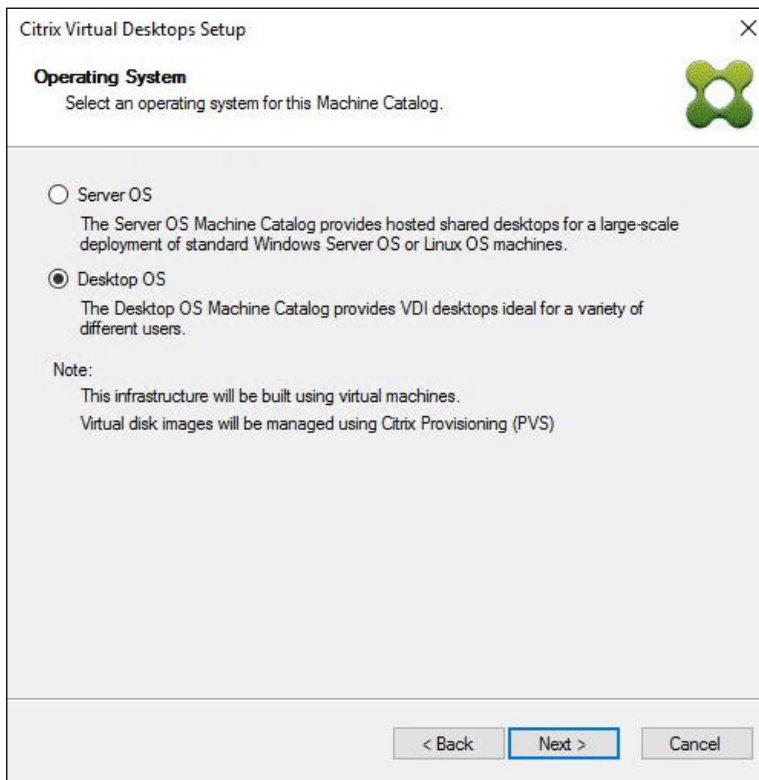 Citrix Virtual Desktops Setup
Operating System
Select an operating system for this Machine Catalog.
Server OS
The Server OS Machine Catalog provides hosted shared desktops for a large-scale
deployment of standard Windows Server OS or Linux OS machines.
Desktop OS
The Desktop OS Machine Catalog provides VDI desktops ideal for a variety of
different users.
Note:
This infrastructure will be built using virtual machines.
Virtual disk images will be managed using Citrix Provisioning (PVS)
< Back Next > Cancel